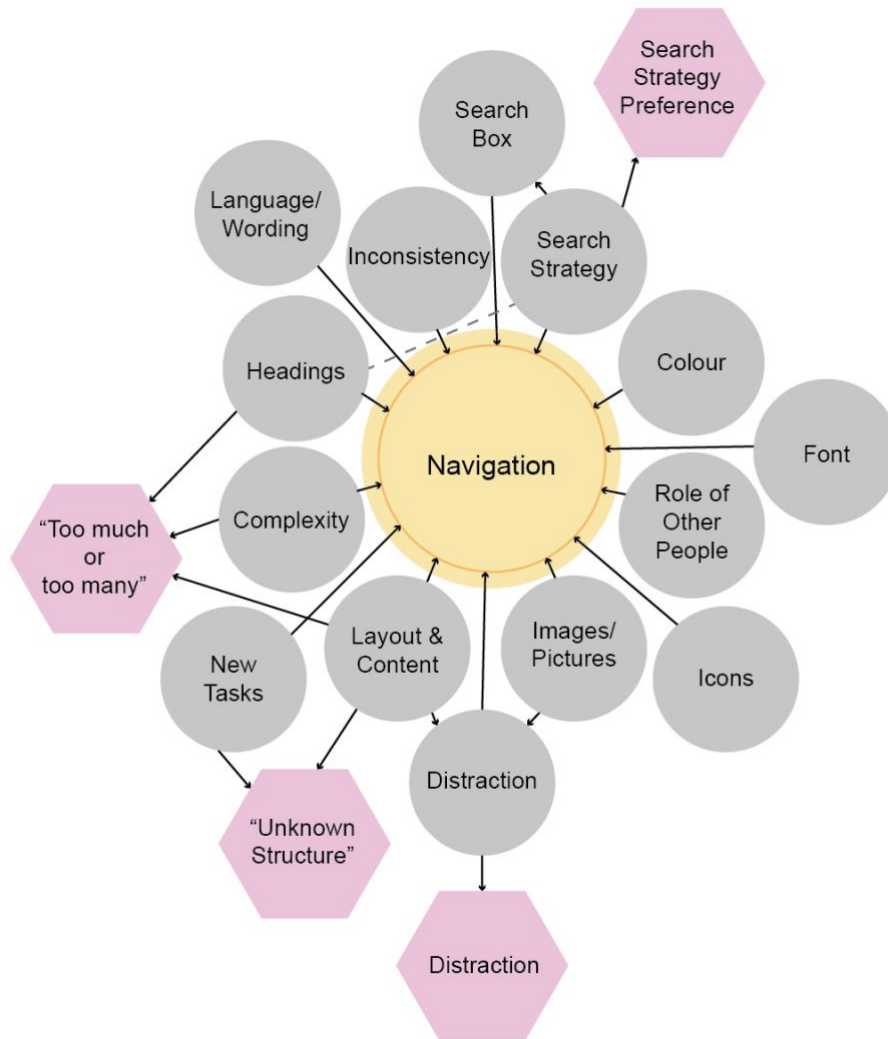 Search
Strategy
Preference
Search
Box
Language/
Wording
Inconsistency
Search
Strategy
Headings
Colour
Navigation
Font
Complexity
Role of
Other
People
“Too much
or
too many”
New
Tasks
Layout &
Content
Images/
Pictures
Icons
Distraction
“Unknown
Structure”
Distraction